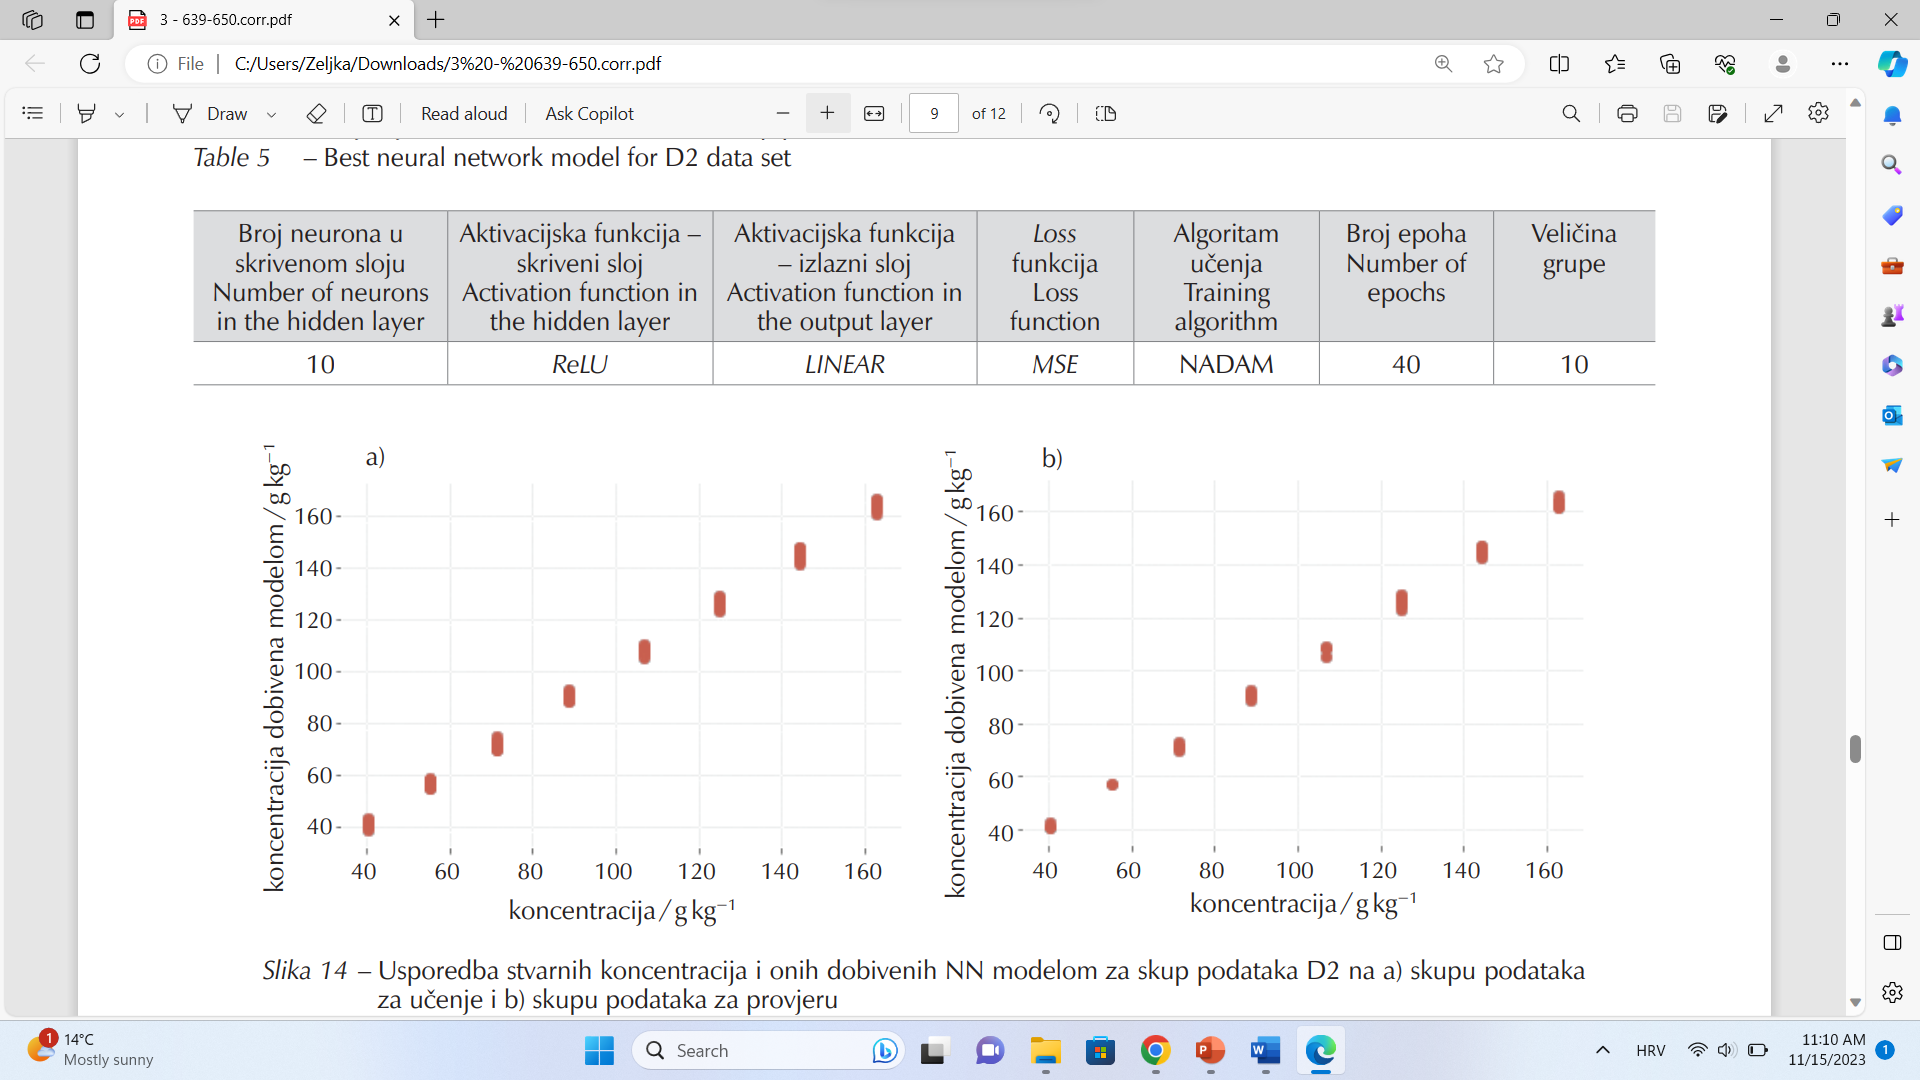 3 - 639-650.corr.pdf
File
C:/Users/Zeljka/Downloads/3%20-%20639-650.corr.pdf
Draw
Read aloud
Ask Copilot
9
of 12
Table 5 – Best neural network model for D2 data set
Broj neurona u
skrivenom sloju
Number of neurons
in the hidden layer
Aktivacijska funkcija –
skriveni sloj
Activation function in
the hidden layer
Aktivacijska funkcija
– izlazni sloj
Activation function in
the output layer
Loss
funkcija
Loss
function
Algoritam
učenja
Training
algorithm
Broj epoha
Number of
epochs
Veličina
grupe
10
ReLU
LINEAR
MSE
NADAM
40
10
a)
koncentracija dobivena modelom / g kg⁻¹
160
140
120
100
80
60
40
40 60 80 100 120 140 160
koncentracija / g kg⁻¹
b)
koncentracija dobivena modelom / g kg⁻¹
160
140
120
100
80
60
40
40 60 80 100 120 140 160
koncentracija / g kg⁻¹
Slika 14 – Usporedba stvarnih koncentracija i onih dobivenih NN modelom za skup podataka D2 na a) skupu podataka
za učenje i b) skupu podataka za provjeru
1
14°C
Mostly sunny
Search
HRV
11:10 AM
11/15/2023
1